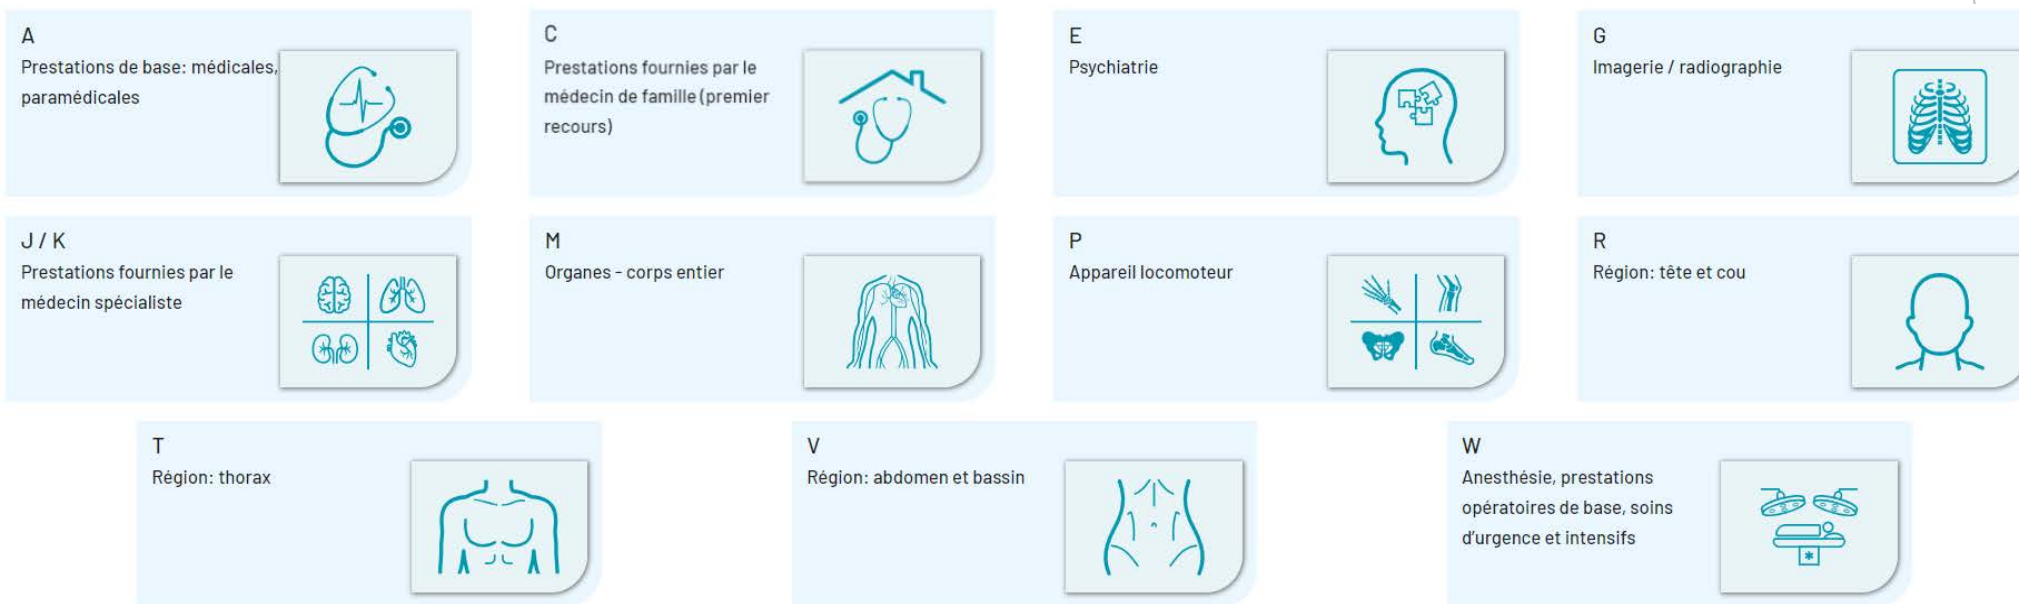 A
Prestations de base: médicales,
paramédicales
C
Prestations fournies par le
médecin de famille (premier
recours)
E
Psychiatrie
G
Imagerie / radiographie
J / K
Prestations fournies par le
médecin spécialiste
M
Organes - corps entier
P
Appareil locomoteur
R
Région: tête et cou
T
Région: thorax
V
Région: abdomen et bassin
W
Anesthésie, prestations
opératoires de base, soins
d'urgence et intensifs